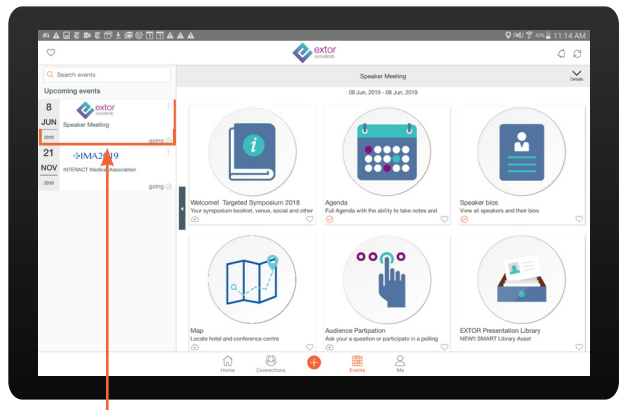 40% 11:14 AM
extor
excellinds
Search events
Speaker Meeting
Details
Upcoming events
08 Jun, 2019 - 08 Jun, 2019
8
JUN
2019
extor
Speaker Meeting
going
21
NOV
2019
IMA2019
INTERACT Medical Association
going
Welcome! Targeted Symposium 2018
Your symposium booklet, venue, social and other
Agenda
Full Agenda with the ability to take notes and
Speaker bios
View all speakers and their bios
Map
Locate hotel and conference centre
Audience Partipation
Ask your a question or participate in a polling
EXTOR Presentation Library
NEW!! SMART Library Asset
Home
Connections
Events
Me